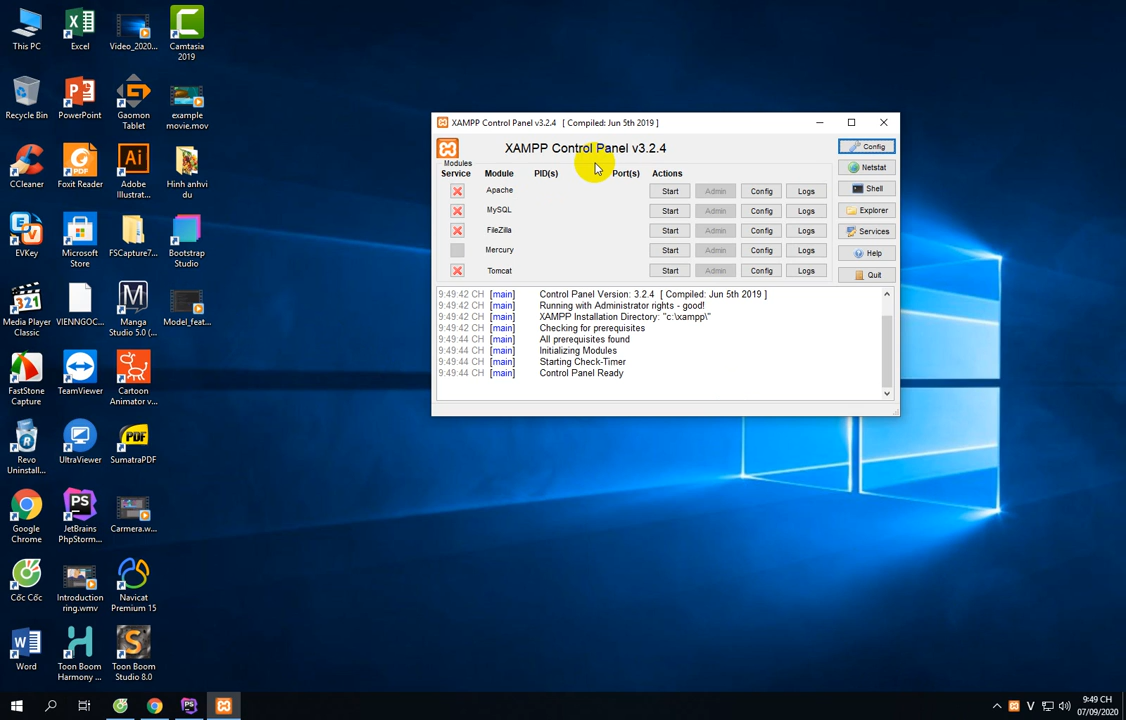 This PC
Excel
Video_2020...
Camtasia
2019
Recycle Bin
PowerPoint
Gaomon
Tablet
example
movie.mov
CCleaner
Foxit Reader
Adobe
Illustrat...
Hinh anhvi
du
EVKey
Microsoft
Store
FSCapture7...
Bootstrap
Studio
Media Player
Classic
VIENNGOC...
Manga
Studio 5.0 (...
Model_feat...
FastStone
Capture
TeamViewer
Cartoon
Animator v...
Revo
Uninstall...
UltraViewer
SumatraPDF
Google
Chrome
JetBrains
PhpStorm...
Carmera.w...
Cốc Cốc
Introduction
ring.wmv
Navicat
Premium 15
Word
Toon Boom
Harmony ...
Toon Boom
Studio 8.0
XAMPP Control Panel v3.2.4 [ Compiled: Jun 5th 2019 ]
XAMPP Control Panel v3.2.4
Modules
Service Module PID(s) Port(s) Actions
Apache Start Admin Config Logs
MySQL Start Admin Config Logs
FileZilla Start Admin Config Logs
Mercury Start Admin Config Logs
Tomcat Start Admin Config Logs
Config
Netstat
Shell
Explorer
Services
Help
Quit
9:49:42 CH [main] Control Panel Version: 3.2.4 [ Compiled: Jun 5th 2019 ]
9:49:42 CH [main] Running with Administrator rights - good!
9:49:42 CH [main] XAMPP Installation Directory: "c:\xampp\"
9:49:42 CH [main] Checking for prerequisites
9:49:44 CH [main] All prerequisites found
9:49:44 CH [main] Initializing Modules
9:49:44 CH [main] Starting Check-Timer
9:49:44 CH [main] Control Panel Ready
V
9:49 CH
07/09/2020